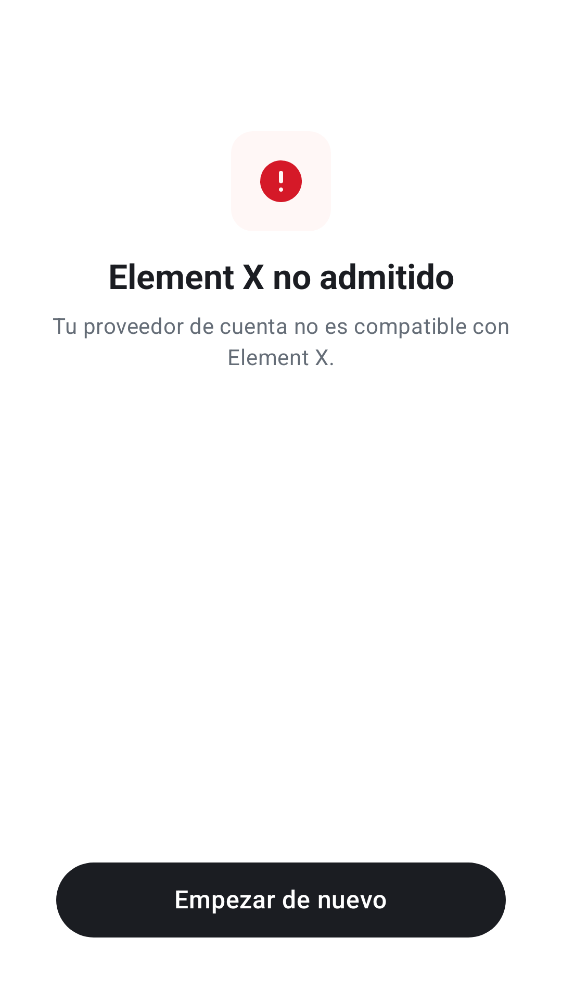 Element X no admitido
Tu proveedor de cuenta no es compatible con
Element X.
Empezar de nuevo